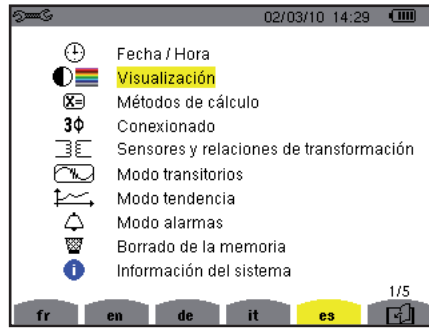 02/03/10 14:29
Fecha / Hora
Visualización
Métodos de cálculo
3Φ Conexionado
Sensores y relaciones de transformación
Modo transitorios
Modo tendencia
Modo alarmas
Borrado de la memoria
Información del sistema
1/5
fr en de it es